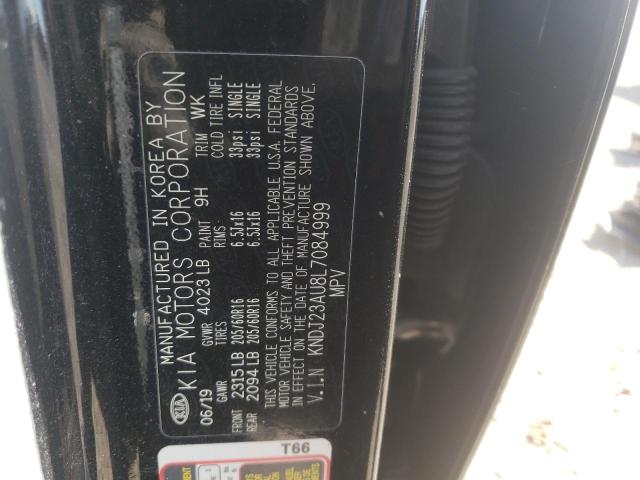 MANUFACTURED IN KOREA BY
KIA KIA MOTORS CORPORATION
06/19 GVWR 4023 LB PAINT 9H TRIM WK
GAWR TIRES RIMS COLD TIRE INFL
FRONT 2315 LB 205/60R16 6.5Jx16 33psi SINGLE
REAR 2094 LB 205/60R16 6.5Jx16 33psi SINGLE
THIS VEHICLE CONFORMS TO ALL APPLICABLE U.S.A. FEDERAL
MOTOR VEHICLE SAFETY AND THEFT PREVENTION STANDARDS
IN EFFECT ON THE DATE OF MANUFACTURE SHOWN ABOVE.
V.I.N KNDJ23AU8L7084999
MPV
T66